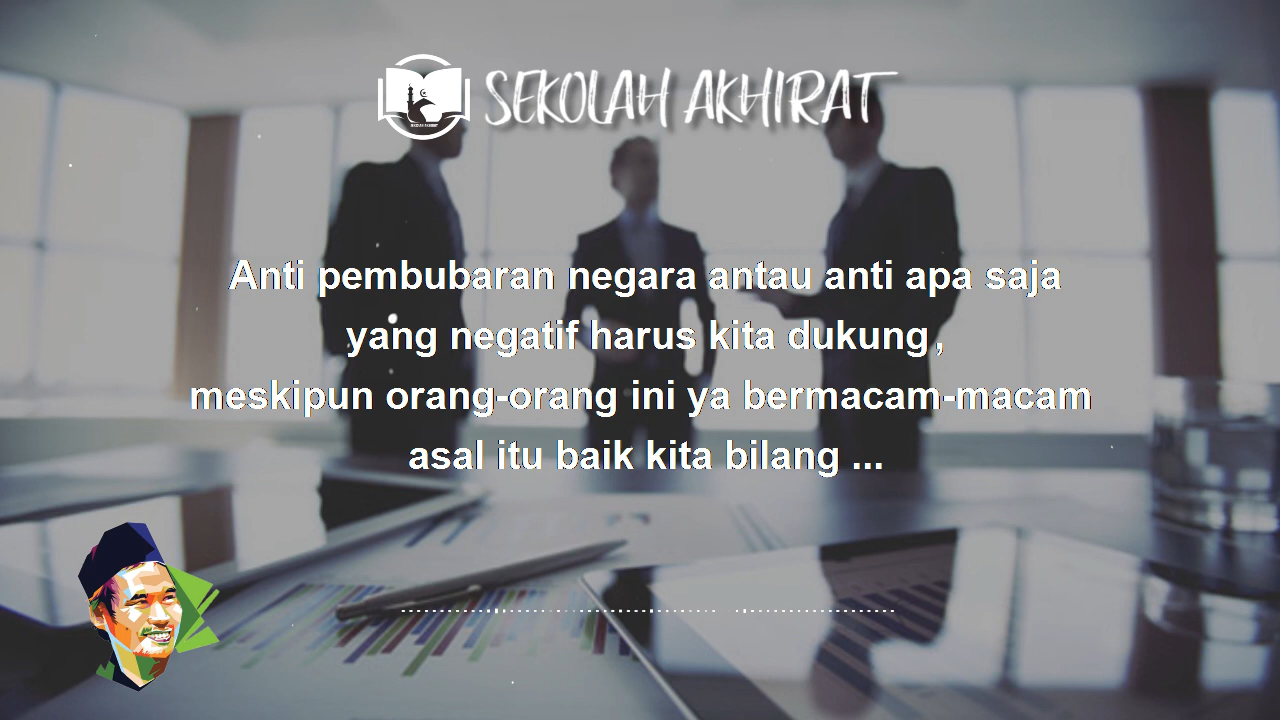 SEKOLAH AKHIRAT
Anti pembubaran negara antau anti apa saja
yang negatif harus kita dukung,
meskipun orang-orang ini ya bermacam-macam
asal itu baik kita bilang ...